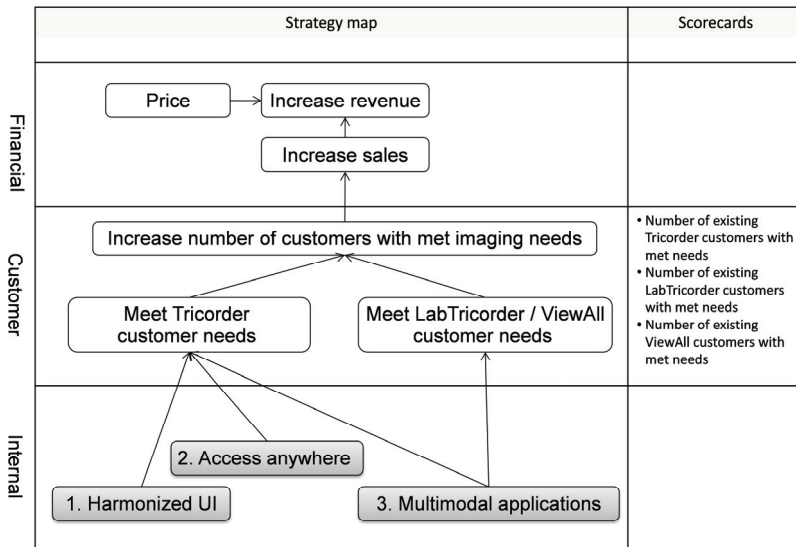 Strategy map
Scorecards
Financial
Price
Increase revenue
Increase sales
Customer
Increase number of customers with met imaging needs
Meet Tricorder
customer needs
Meet LabTricorder / ViewAll
customer needs
• Number of existing
Tricorder customers with
met needs
• Number of existing
LabTricorder customers
with met needs
• Number of existing
ViewAll customers with
met needs
Internal
2. Access anywhere
1. Harmonized UI
3. Multimodal applications